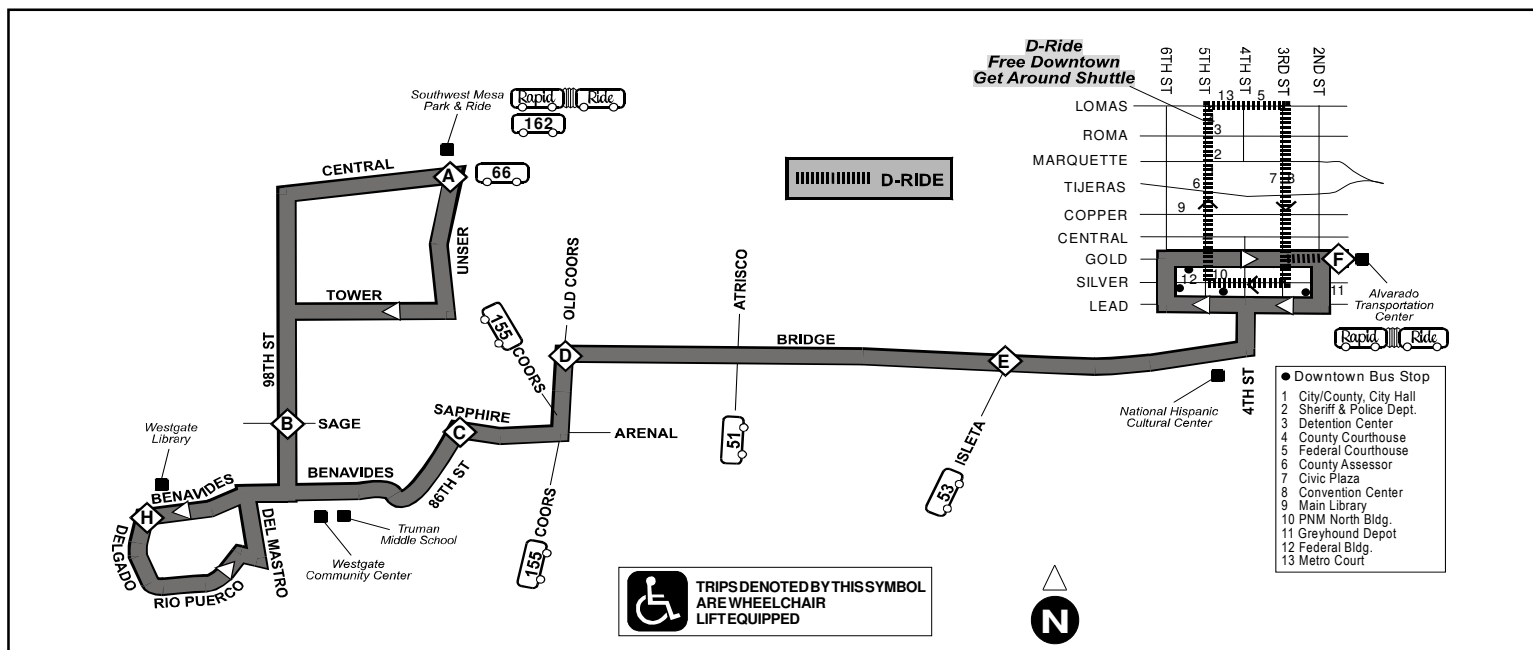 D-Ride
Free Downtown
Get Around Shuttle
6TH ST
5TH ST
4TH ST
3RD ST
2ND ST
LOMAS
ROMA
MARQUETTE
TIJERAS
COPPER
CENTRAL
GOLD
SILVER
LEAD
13
5
3
2
6
7
8
9
10
12
11
F
Alvarado
Transportation
Center
Rapid Ride
Southwest Mesa
Park & Ride
Rapid Ride
162
CENTRAL
A
66
UNSER
TOWER
D-RIDE
98TH ST
B
SAGE
Westgate
Library
BENAVIDES
H
DELGADO
RIO PUERCO
DEL MASTRO
BENAVIDES
Truman
Middle School
Westgate
Community Center
86TH ST
C
SAPPHIRE
155
COORS
OLD COORS
D
ARENAL
COORS
155
ATRISCO
51
BRIDGE
E
ISLETA
53
National Hispanic
Cultural Center
4TH ST
Downtown Bus Stop
1 City/County, City Hall
2 Sheriff & Police Dept.
3 Detention Center
4 County Courthouse
5 Federal Courthouse
6 County Assessor
7 Civic Plaza
8 Convention Center
9 Main Library
10 PNM North Bldg.
11 Greyhound Depot
12 Federal Bldg.
13 Metro Court
TRIPS DENOTED BY THIS SYMBOL
ARE WHEELCHAIR
LIFT EQUIPPED
N